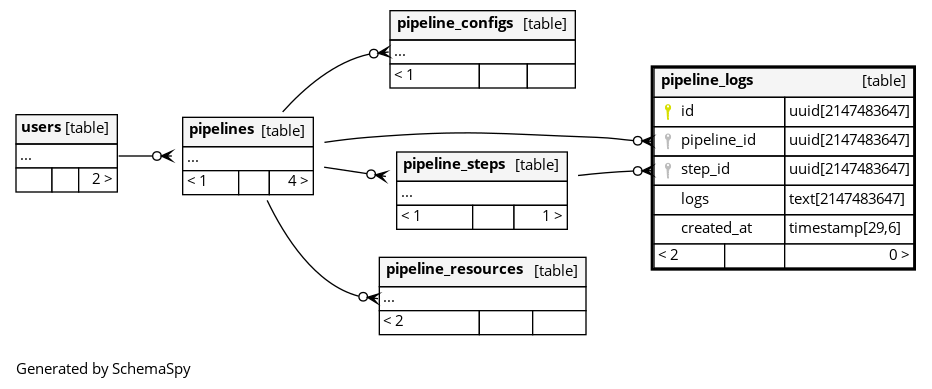 pipeline_configs [table]
...
< 1
users [table]
...
2 >
pipelines [table]
...
< 1 4 >
pipeline_steps [table]
...
< 1 1 >
pipeline_resources [table]
...
< 2
pipeline_logs [table]
id uuid[2147483647]
pipeline_id uuid[2147483647]
step_id uuid[2147483647]
logs text[2147483647]
created_at timestamp[29,6]
< 2 0 >
Generated by SchemaSpy